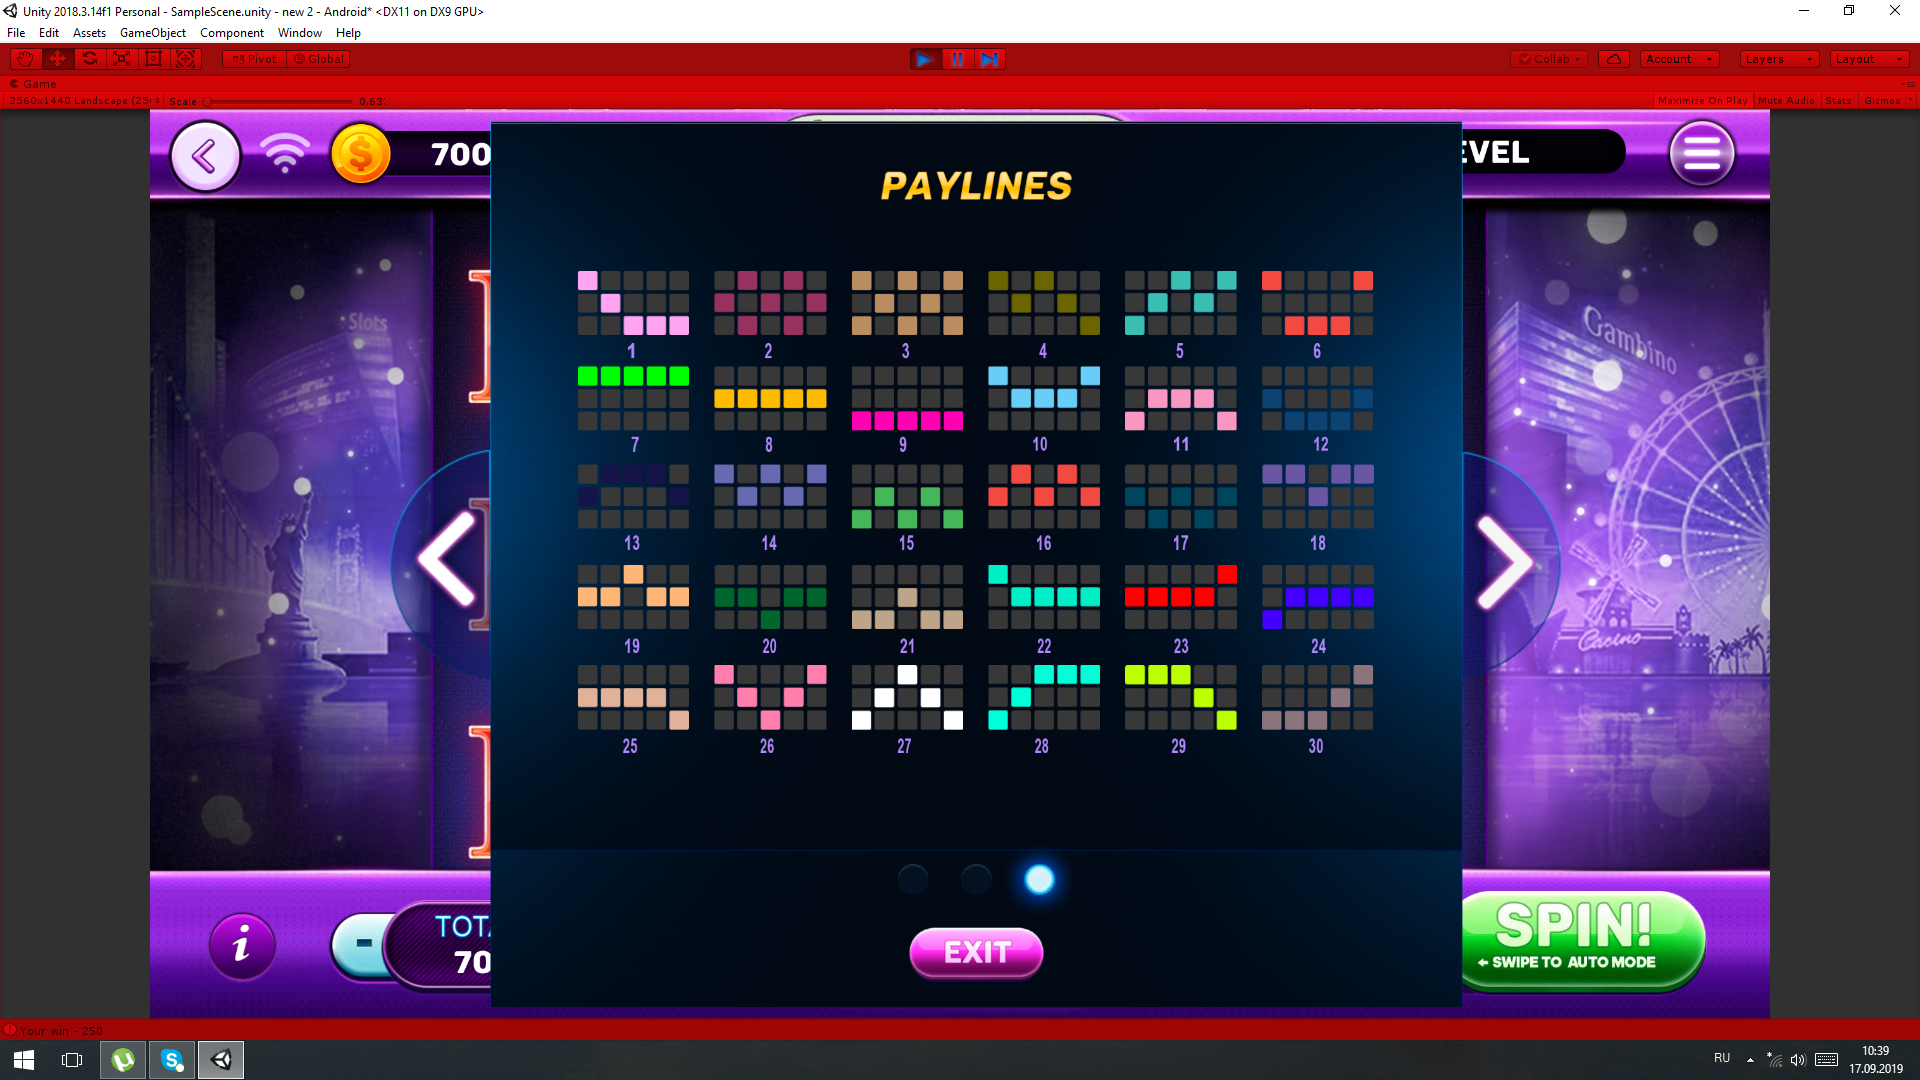 Unity 2018.3.14f1 Personal - SampleScene.unity - new 2 - Android* <DX11 on DX9 GPU>
File Edit Assets GameObject Component Window Help
Pivot Global Collab Account Layers Layout
Game
2560x1440 Landscape (25 Scale 0.63 Maximize On Play Mute Audio Stats Gizmos
700 EVEL
PAYLINES
Slots
Gambino
1 2 3 4 5 6
7 8 9 10 11 12
13 14 15 16 17 18
19 20 21 22 23 24
Casino
25 26 27 28 29 30
i - TOTA
70
EXIT
SPIN!
SWIPE TO AUTO MODE
Your win - 250
RU
10:39
17.09.2019